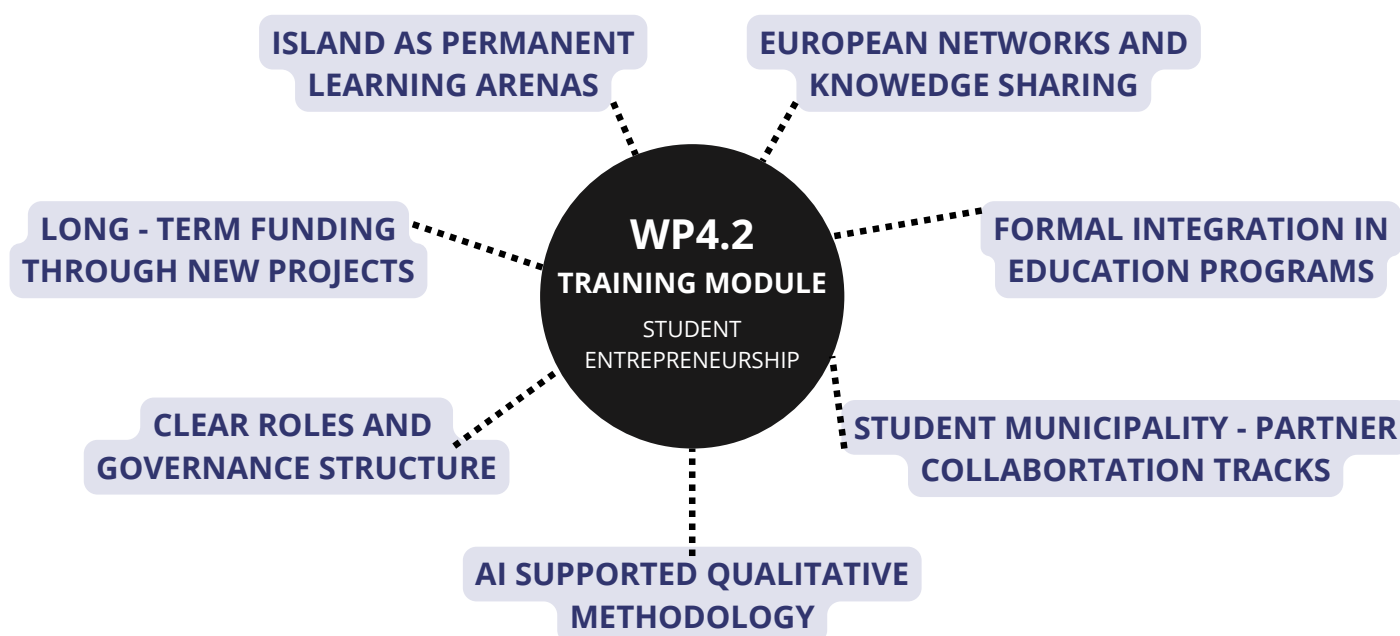 ISLAND AS PERMANENT
LEARNING ARENAS
EUROPEAN NETWORKS AND
KNOWEDGE SHARING
LONG - TERM FUNDING
THROUGH NEW PROJECTS
WP4.2
TRAINING MODULE
STUDENT
ENTREPRENEURSHIP
FORMAL INTEGRATION IN
EDUCATION PROGRAMS
CLEAR ROLES AND
GOVERNANCE STRUCTURE
STUDENT MUNICIPALITY - PARTNER
COLLABORTATION TRACKS
AI SUPPORTED QUALITATIVE
METHODOLOGY